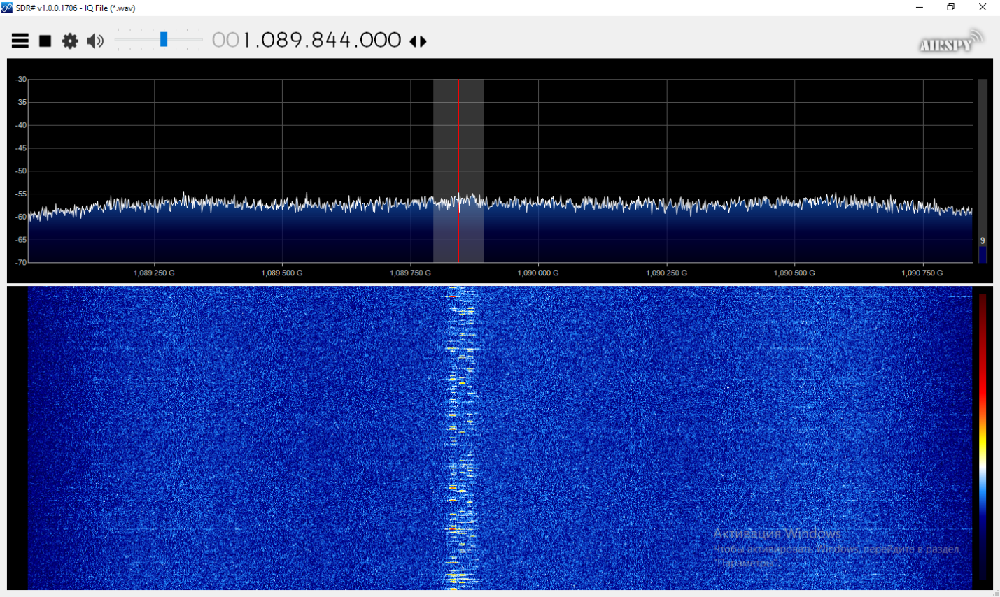 SDR# v1.0.0.1706 - IQ File (*.wav)
001.089.844.000
AIRSPY
-30
-35
-40
-45
-50
-55
-60
-65
-70
9
1,089 250 G
1,089 500 G
1,089 750 G
1,090 000 G
1,090 250 G
1,090 500 G
1,090 750 G
Активация Windows
Чтобы активировать Windows, перейдите в раздел
"Параметры".